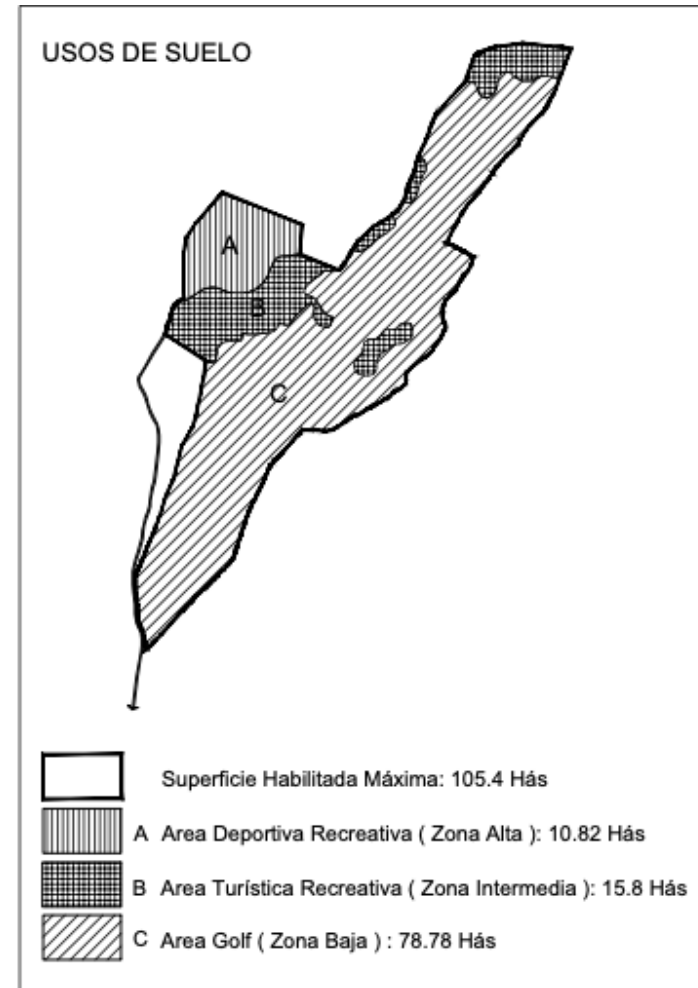 USOS DE SUELO
A
B
C
Superficie Habilitada Máxima: 105.4 Hás
A Area Deportiva Recreativa ( Zona Alta ): 10.82 Hás
B Area Turística Recreativa ( Zona Intermedia ): 15.8 Hás
C Area Golf ( Zona Baja ) : 78.78 Hás